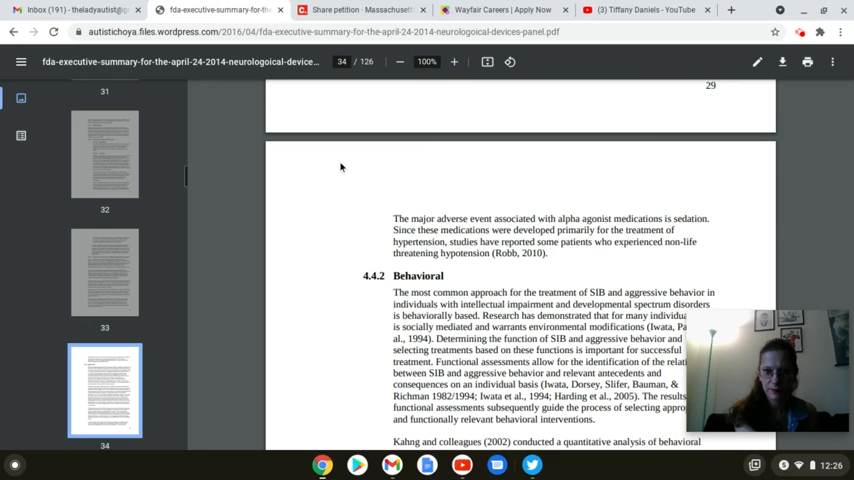 Inbox (191) - theladyautist@g
fda-executive-summary-for-the-
Share petition · Massachuset
Wayfair Careers | Apply Now
(3) Tiffany Daniels - YouTube
autistichoya.files.wordpress.com/2016/04/fda-executive-summary-for-the-april-24-2014-neurologoical-devices-panel.pdf
fda-executive-summary-for-the-april-24-2014-neurologoical-device...
34 / 126
100%
31
32
33
34
29
The major adverse event associated with alpha agonist medications is sedation.
Since these medications were developed primarily for the treatment of
hypertension, studies have reported some patients who experienced non-life
threatening hypotension (Robb, 2010).
4.4.2 Behavioral
The most common approach for the treatment of SIB and aggressive behavior in
individuals with intellectual impairment and developmental spectrum disorders
is behaviorally based. Research has demonstrated that for many individua
is socially mediated and warrants environmental modifications (Iwata, Pa
al., 1994). Determining the function of SIB and aggressive behavior and
selecting treatments based on these functions is important for successful
treatment. Functional assessments allow for the identification of the relati
between SIB and aggressive behavior and relevant antecedents and
consequences on an individual basis (Iwata, Dorsey, Slifer, Bauman, &
Richman 1982/1994; Iwata et al., 1994; Harding et al., 2005). The results
functional assessments subsequently guide the process of selecting approp
and functionally relevant behavioral interventions.
Kahng and colleagues (2002) conducted a quantitative analysis of behavioral
12:26